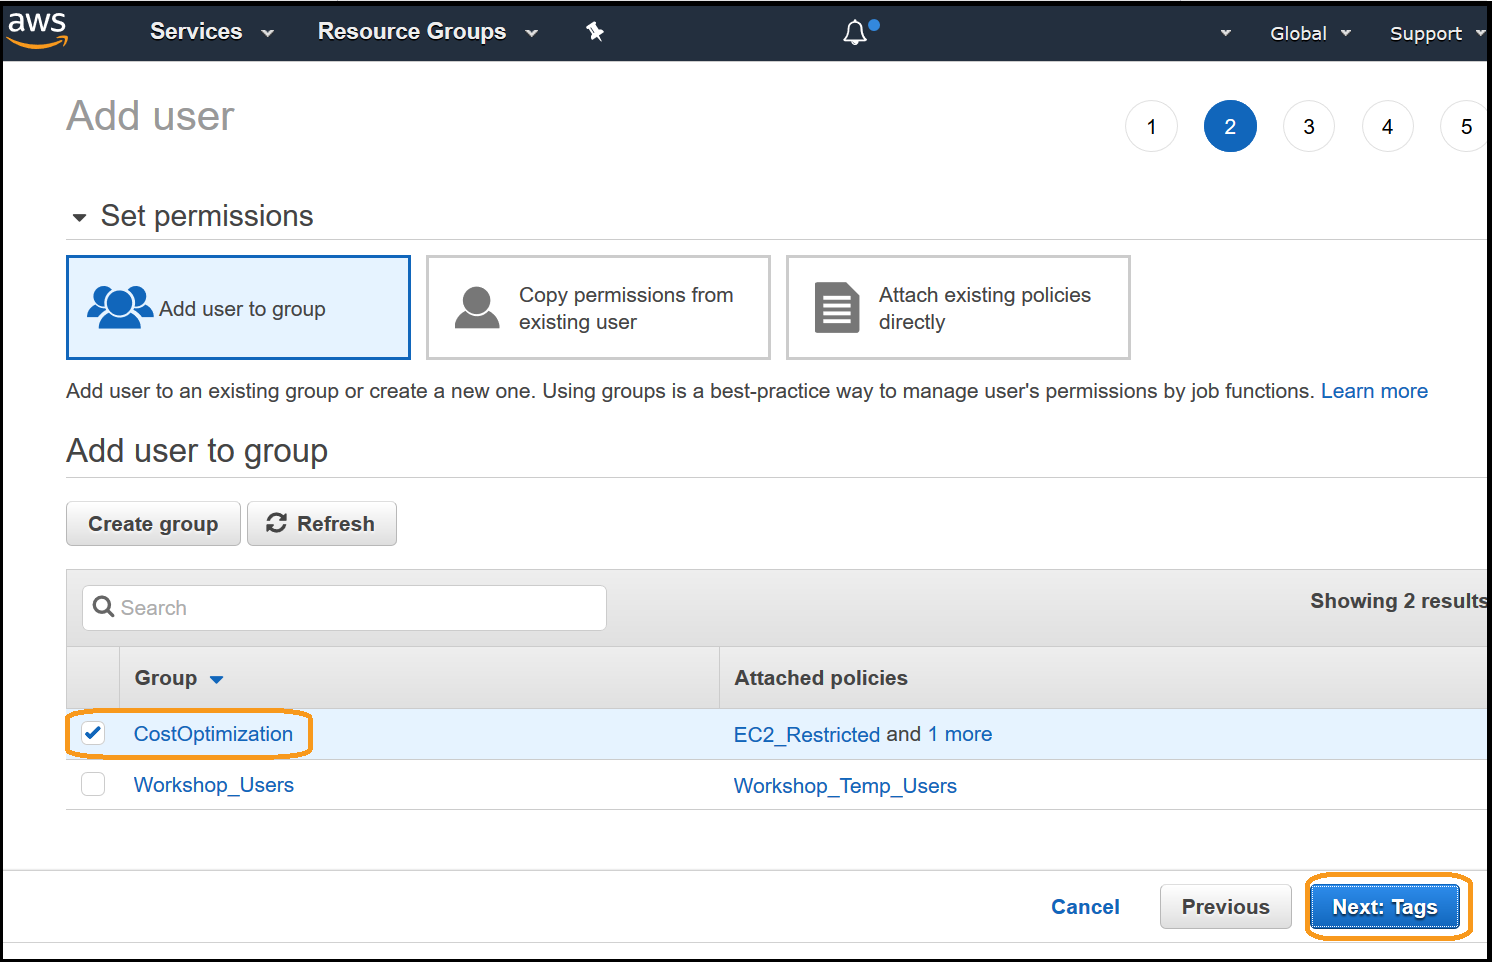 aws Services Resource Groups Global Support
Add user
1 2 3 4 5
Set permissions
Add user to group
Copy permissions from
existing user
Attach existing policies
directly
Add user to an existing group or create a new one. Using groups is a best-practice way to manage user's permissions by job functions. Learn more
Add user to group
Create group Refresh
Search
Showing 2 results
Group Attached policies
CostOptimization EC2_Restricted and 1 more
Workshop_Users Workshop_Temp_Users
Cancel Previous Next: Tags